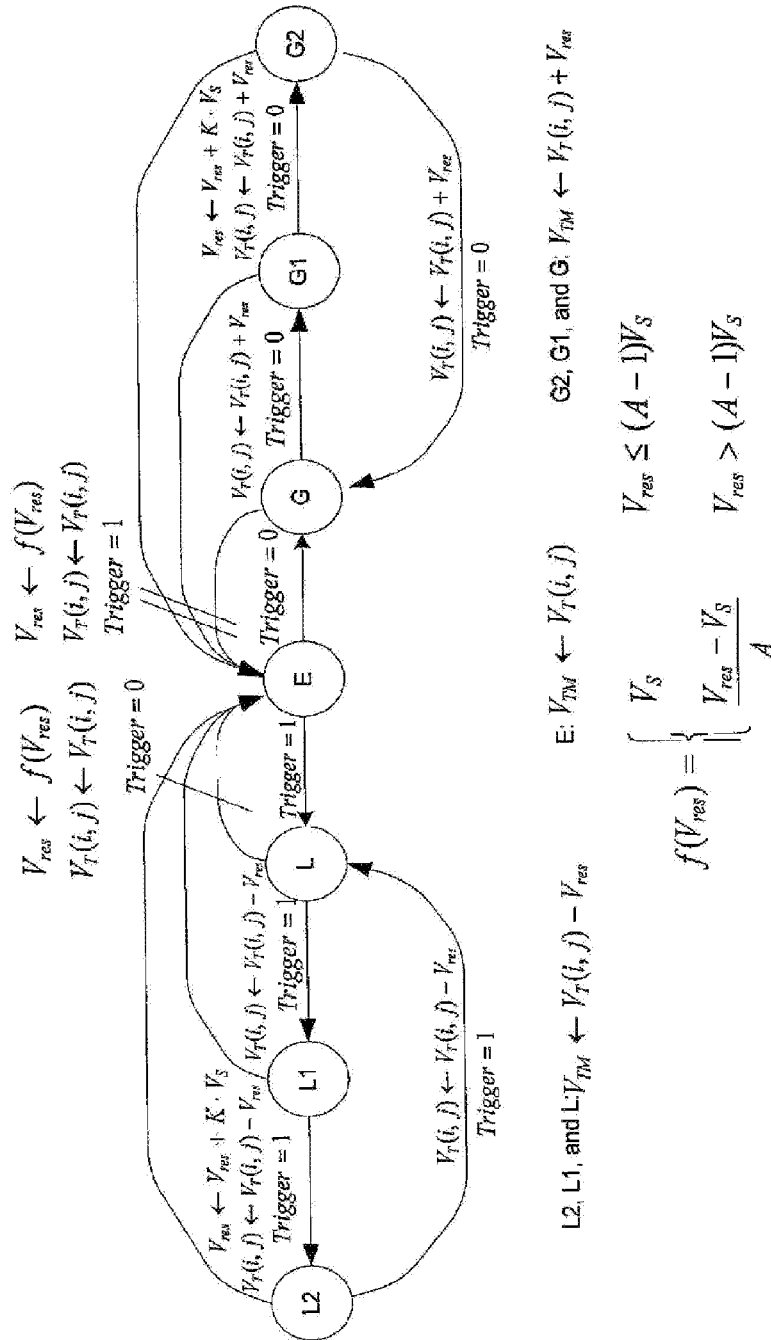 V_res ← f(V_res)
V_T(i, j) ← V_T(i, j)
Trigger = 0
V_res ← f(V_res)
V_T(i, j) ← V_T(i, j)
Trigger = 1
V_res ← V_res + K · V_S
V_T(i, j) ← V_T(i, j) − V_res
Trigger = 1
V_T(i, j) ← V_T(i, j) − V_res
Trigger = 1
Trigger = 1
Trigger = 0
V_T(i, j) ← V_T(i, j) + V_res
Trigger = 0
V_res ← V_res + K · V_S
V_T(i, j) ← V_T(i, j) + V_res
Trigger = 0
L2
L1
L
E
G
G1
G2
V_T(i, j) ← V_T(i, j) − V_res
Trigger = 1
V_T(i, j) ← V_T(i, j) + V_res
Trigger = 0
L2, L1, and L: V_TM ← V_T(i, j) − V_res
E: V_TM ← V_T(i, j)
G2, G1, and G: V_TM ← V_T(i, j) + V_res
f(V_res) = { V_S V_res ≤ (A − 1)V_S
(V_res − V_S) / A V_res > (A − 1)V_S